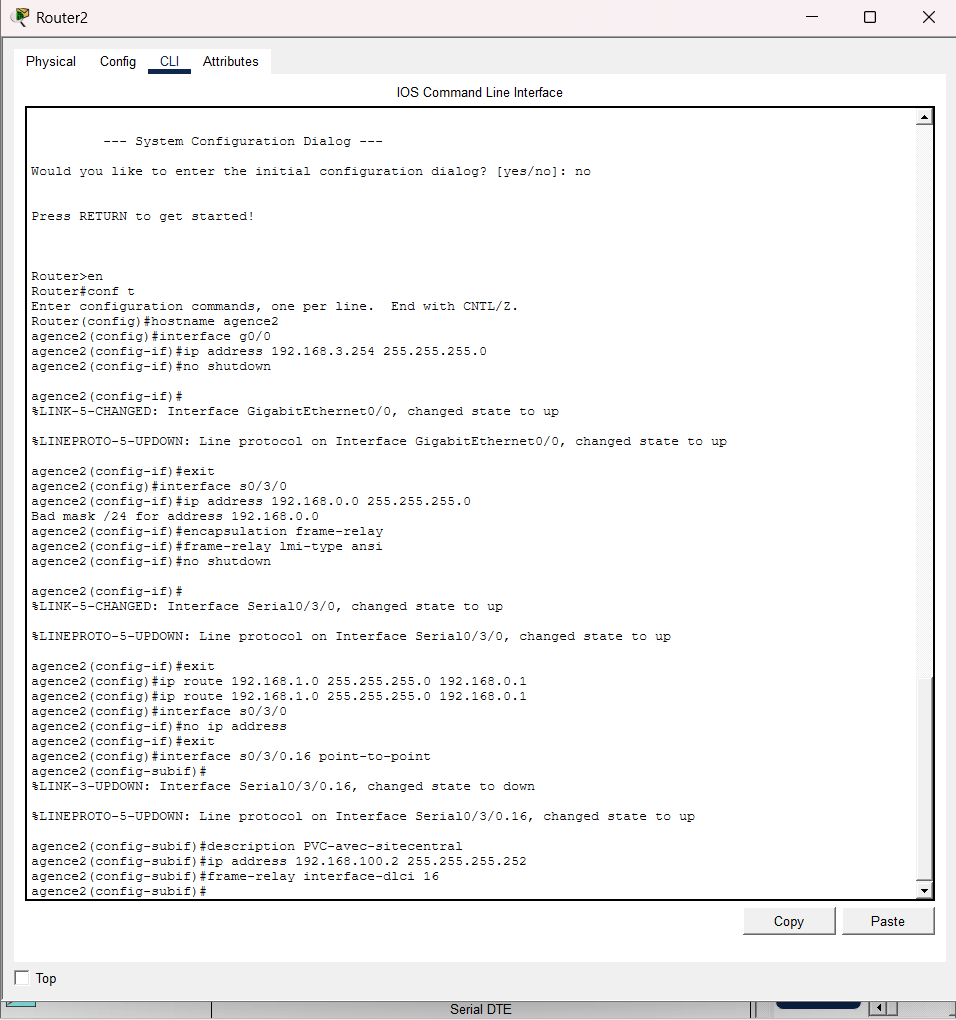 Router2
Physical Config CLI Attributes
IOS Command Line Interface
--- System Configuration Dialog ---
Would you like to enter the initial configuration dialog? [yes/no]: no
Press RETURN to get started!
Router>en
Router#conf t
Enter configuration commands, one per line.  End with CNTL/Z.
Router(config)#hostname agence2
agence2(config)#interface g0/0
agence2(config-if)#ip address 192.168.3.254 255.255.255.0
agence2(config-if)#no shutdown
agence2(config-if)#
%LINK-5-CHANGED: Interface GigabitEthernet0/0, changed state to up
%LINEPROTO-5-UPDOWN: Line protocol on Interface GigabitEthernet0/0, changed state to up
agence2(config-if)#exit
agence2(config)#interface s0/3/0
agence2(config-if)#ip address 192.168.0.0 255.255.255.0
Bad mask /24 for address 192.168.0.0
agence2(config-if)#encapsulation frame-relay
agence2(config-if)#frame-relay lmi-type ansi
agence2(config-if)#no shutdown
agence2(config-if)#
%LINK-5-CHANGED: Interface Serial0/3/0, changed state to up
%LINEPROTO-5-UPDOWN: Line protocol on Interface Serial0/3/0, changed state to up
agence2(config-if)#exit
agence2(config)#ip route 192.168.1.0 255.255.255.0 192.168.0.1
agence2(config)#ip route 192.168.1.0 255.255.255.0 192.168.0.1
agence2(config)#interface s0/3/0
agence2(config-if)#no ip address
agence2(config-if)#exit
agence2(config)#interface s0/3/0.16 point-to-point
agence2(config-subif)#
%LINK-3-UPDOWN: Interface Serial0/3/0.16, changed state to down
%LINEPROTO-5-UPDOWN: Line protocol on Interface Serial0/3/0.16, changed state to up
agence2(config-subif)#description PVC-avec-sitecentral
agence2(config-subif)#ip address 192.168.100.2 255.255.255.252
agence2(config-subif)#frame-relay interface-dlci 16
agence2(config-subif)#
Copy Paste
Top
Serial DTE